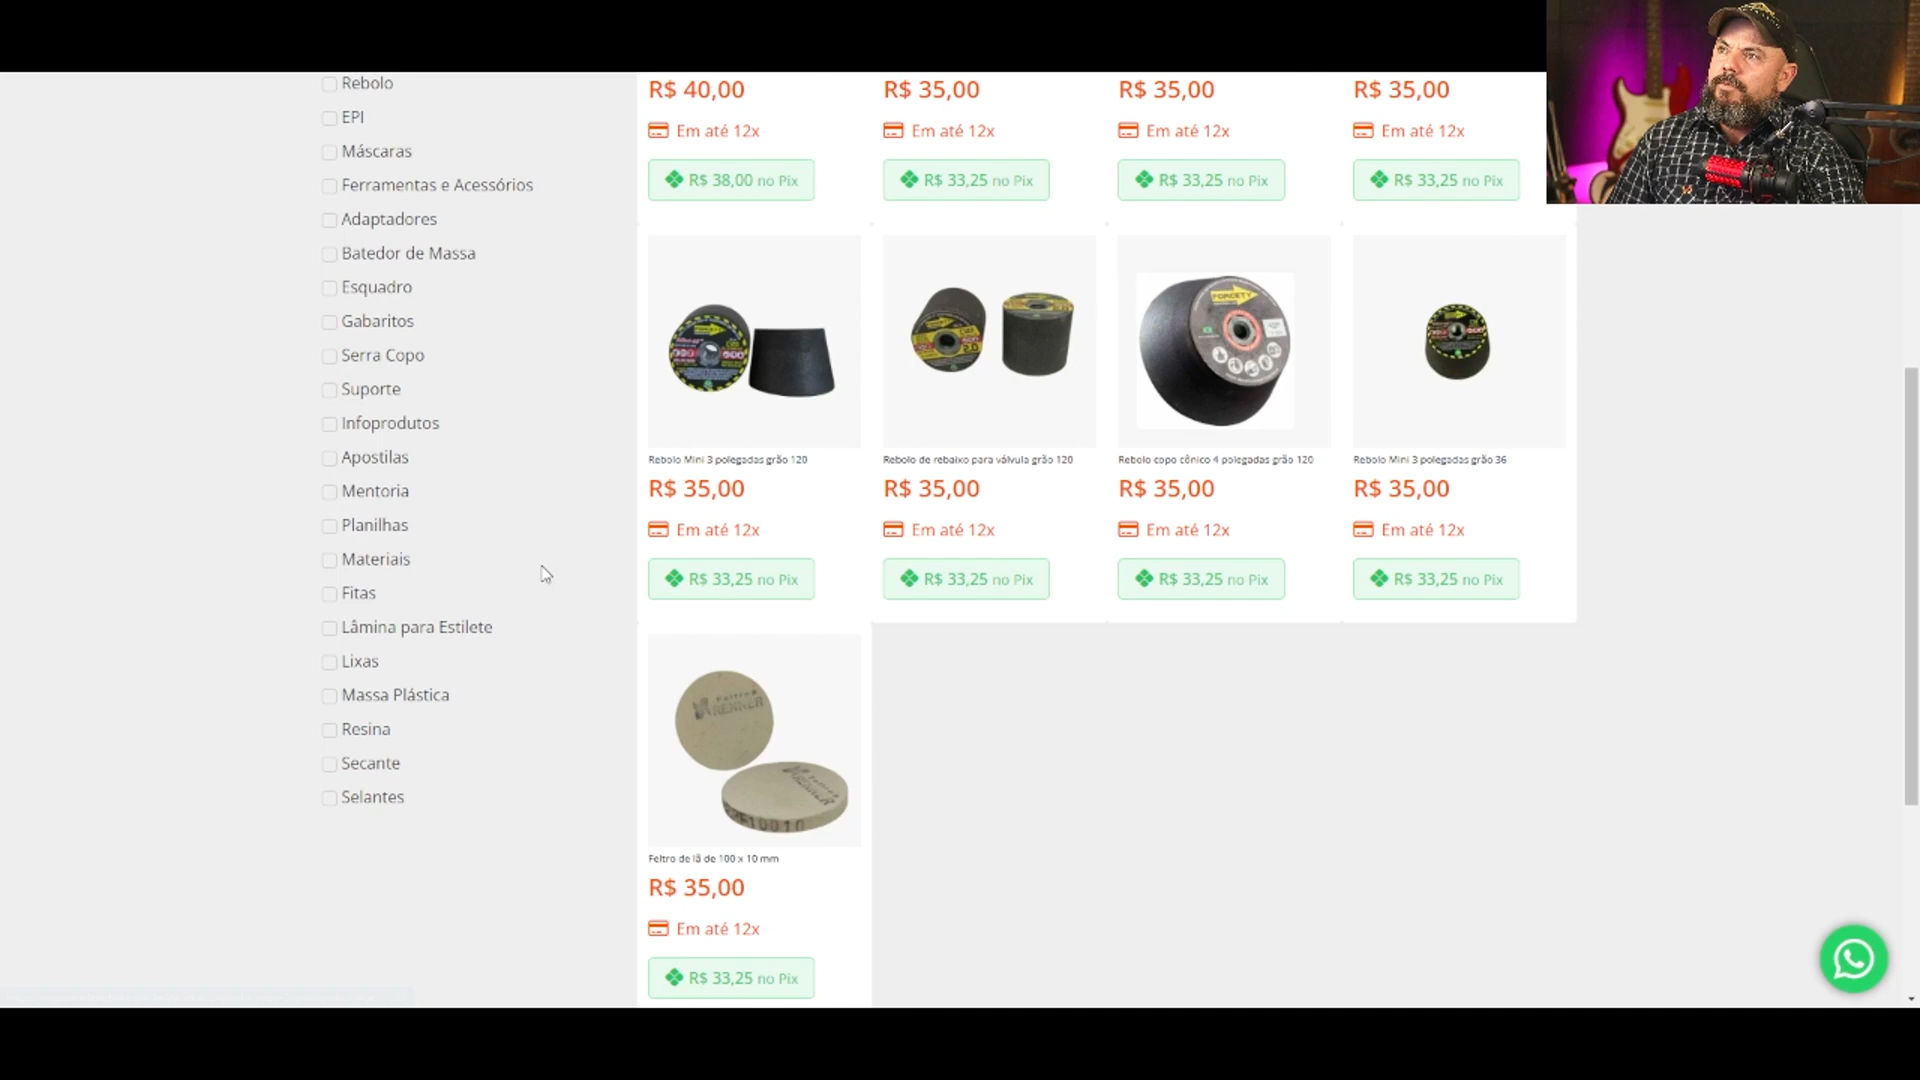 Rebolo
EPI
Máscaras
Ferramentas e Acessórios
Adaptadores
Batedor de Massa
Esquadro
Gabaritos
Serra Copo
Suporte
Infoprodutos
Apostilas
Mentoria
Planilhas
Materiais
Fitas
Lâmina para Estilete
Lixas
Massa Plástica
Resina
Secante
Selantes
R$ 40,00
Em até 12x
R$ 38,00 no Pix
R$ 35,00
Em até 12x
R$ 33,25 no Pix
R$ 35,00
Em até 12x
R$ 33,25 no Pix
R$ 35,00
Em até 12x
R$ 33,25 no Pix
Rebolo Mini 3 polegadas grão 120
R$ 35,00
Em até 12x
R$ 33,25 no Pix
Rebolo de rebaixo para válvula grão 120
R$ 35,00
Em até 12x
R$ 33,25 no Pix
FORCETY
Rebolo copo cônico 4 polegadas grão 120
R$ 35,00
Em até 12x
R$ 33,25 no Pix
Rebolo Mini 3 polegadas grão 36
R$ 35,00
Em até 12x
R$ 33,25 no Pix
Feltros
RENNER
Feltros
RENNER
Feltro de lã de 100 x 10 mm
R$ 35,00
Em até 12x
R$ 33,25 no Pix